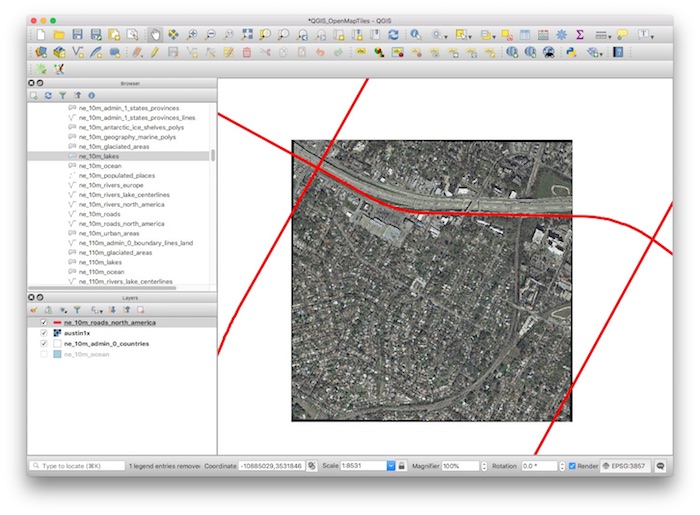 *QGIS_OpenMapTiles - QGIS
Browser
ne_10m_admin_1_states_provinces
ne_10m_admin_1_states_provinces_lines
ne_10m_antarctic_ice_shelves_polys
ne_10m_geography_marine_polys
ne_10m_glaciated_areas
ne_10m_lakes
ne_10m_ocean
ne_10m_populated_places
ne_10m_rivers_europe
ne_10m_rivers_lake_centerlines
ne_10m_rivers_north_america
ne_10m_roads
ne_10m_roads_north_america
ne_10m_urban_areas
ne_110m_admin_0_boundary_lines_land
ne_110m_glaciated_areas
ne_110m_lakes
ne_110m_ocean
ne_110m_rivers_lake_centerlines
Layers
ne_10m_roads_north_america
austin1x
ne_10m_admin_0_countries
ne_10m_ocean
Type to locate (⌘K) 1 legend entries removed Coordinate -10885029,3531846 Scale 1:8531 Magnifier 100% Rotation 0.0 ° Render EPSG:3857